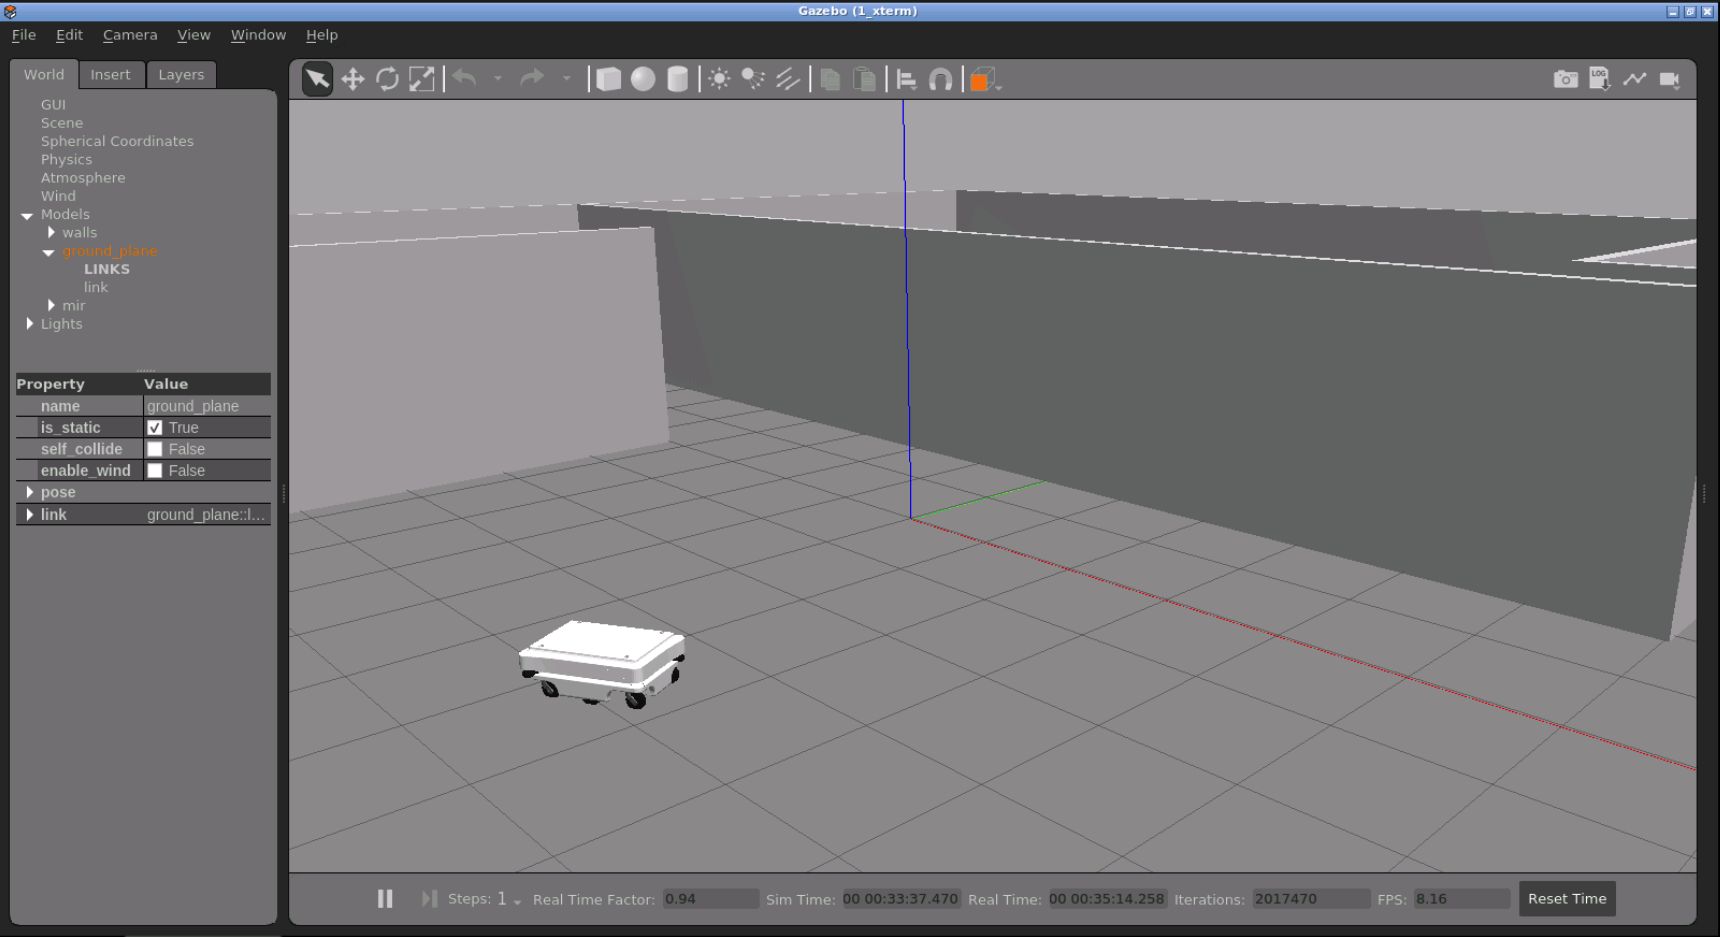 Gazebo (1_xterm)
File Edit Camera View Window Help
World Insert Layers
GUI
Scene
Spherical Coordinates
Physics
Atmosphere
Wind
Models
walls
ground_plane
LINKS
link
mir
Lights
Property Value
name ground_plane
is_static True
self_collide False
enable_wind False
pose
link ground_plane::l...
LOG
Steps: 1 Real Time Factor: 0.94 Sim Time: 00 00:33:37.470 Real Time: 00 00:35:14.258 Iterations: 2017470 FPS: 8.16 Reset Time